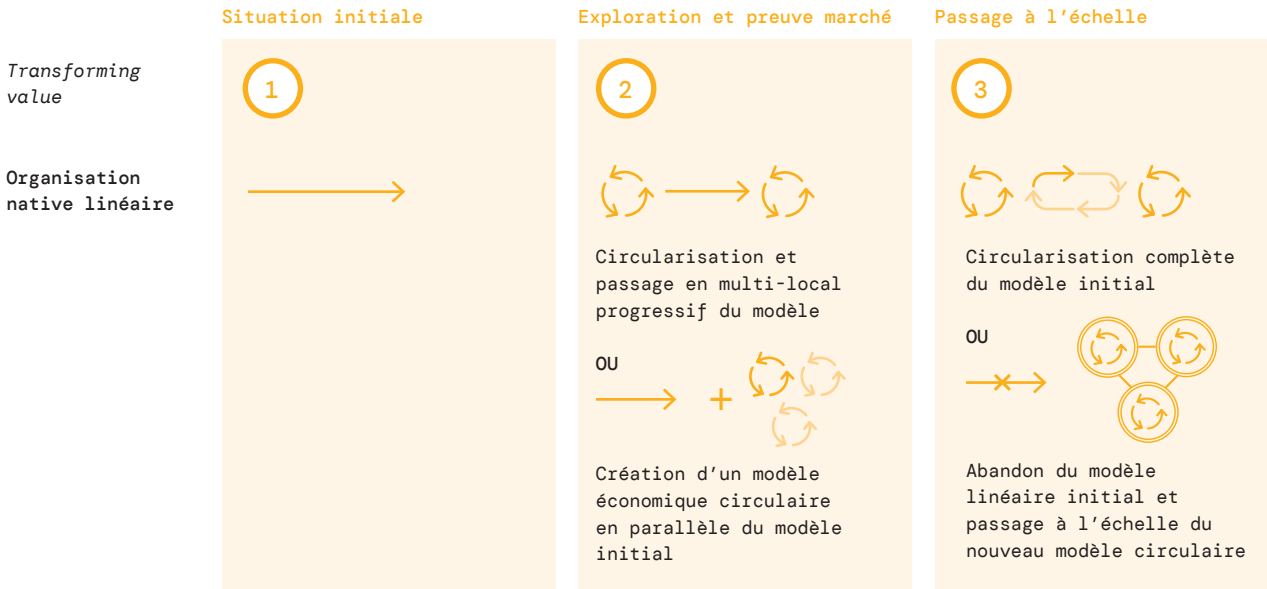 Situation initiale
Exploration et preuve marché
Passage à l’échelle
Transforming
value
1
2
3
Organisation
native linéaire
Circularisation et
passage en multi-local
progressif du modèle
OU
+
Création d’un modèle
économique circulaire
en parallèle du modèle
initial
Circularisation complète
du modèle initial
OU
Abandon du modèle
linéaire initial et
passage à l’échelle du
nouveau modèle circulaire